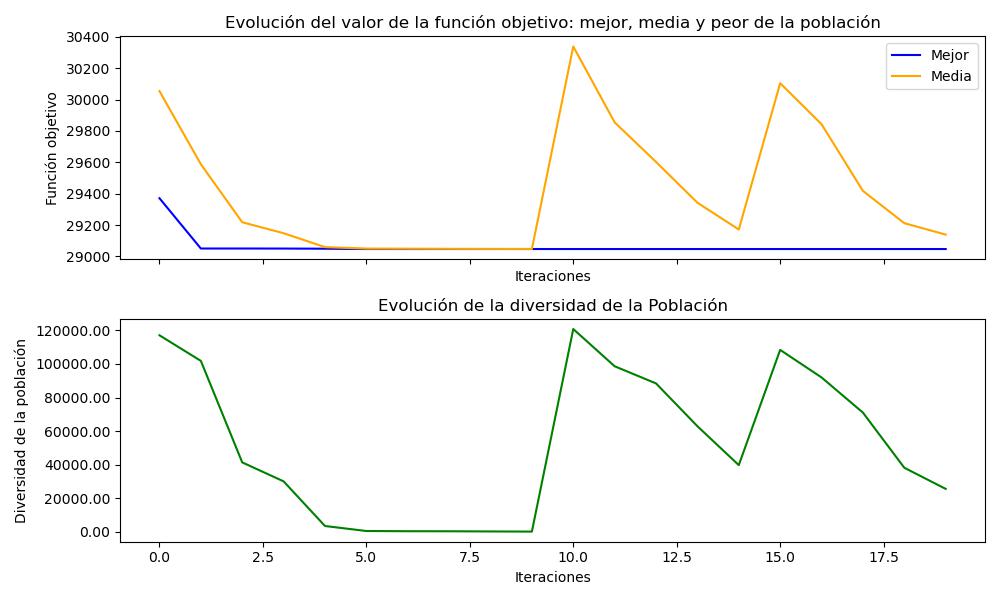 Evolución del valor de la función objetivo: mejor, media y peor de la población
30400
30200
30000
29800
29600
29400
29200
29000
Función objetivo
Mejor
Media
Iteraciones
Evolución de la diversidad de la Población
120000.00
100000.00
80000.00
60000.00
40000.00
20000.00
0.00
Diversidad de la población
0.0 2.5 5.0 7.5 10.0 12.5 15.0 17.5
Iteraciones